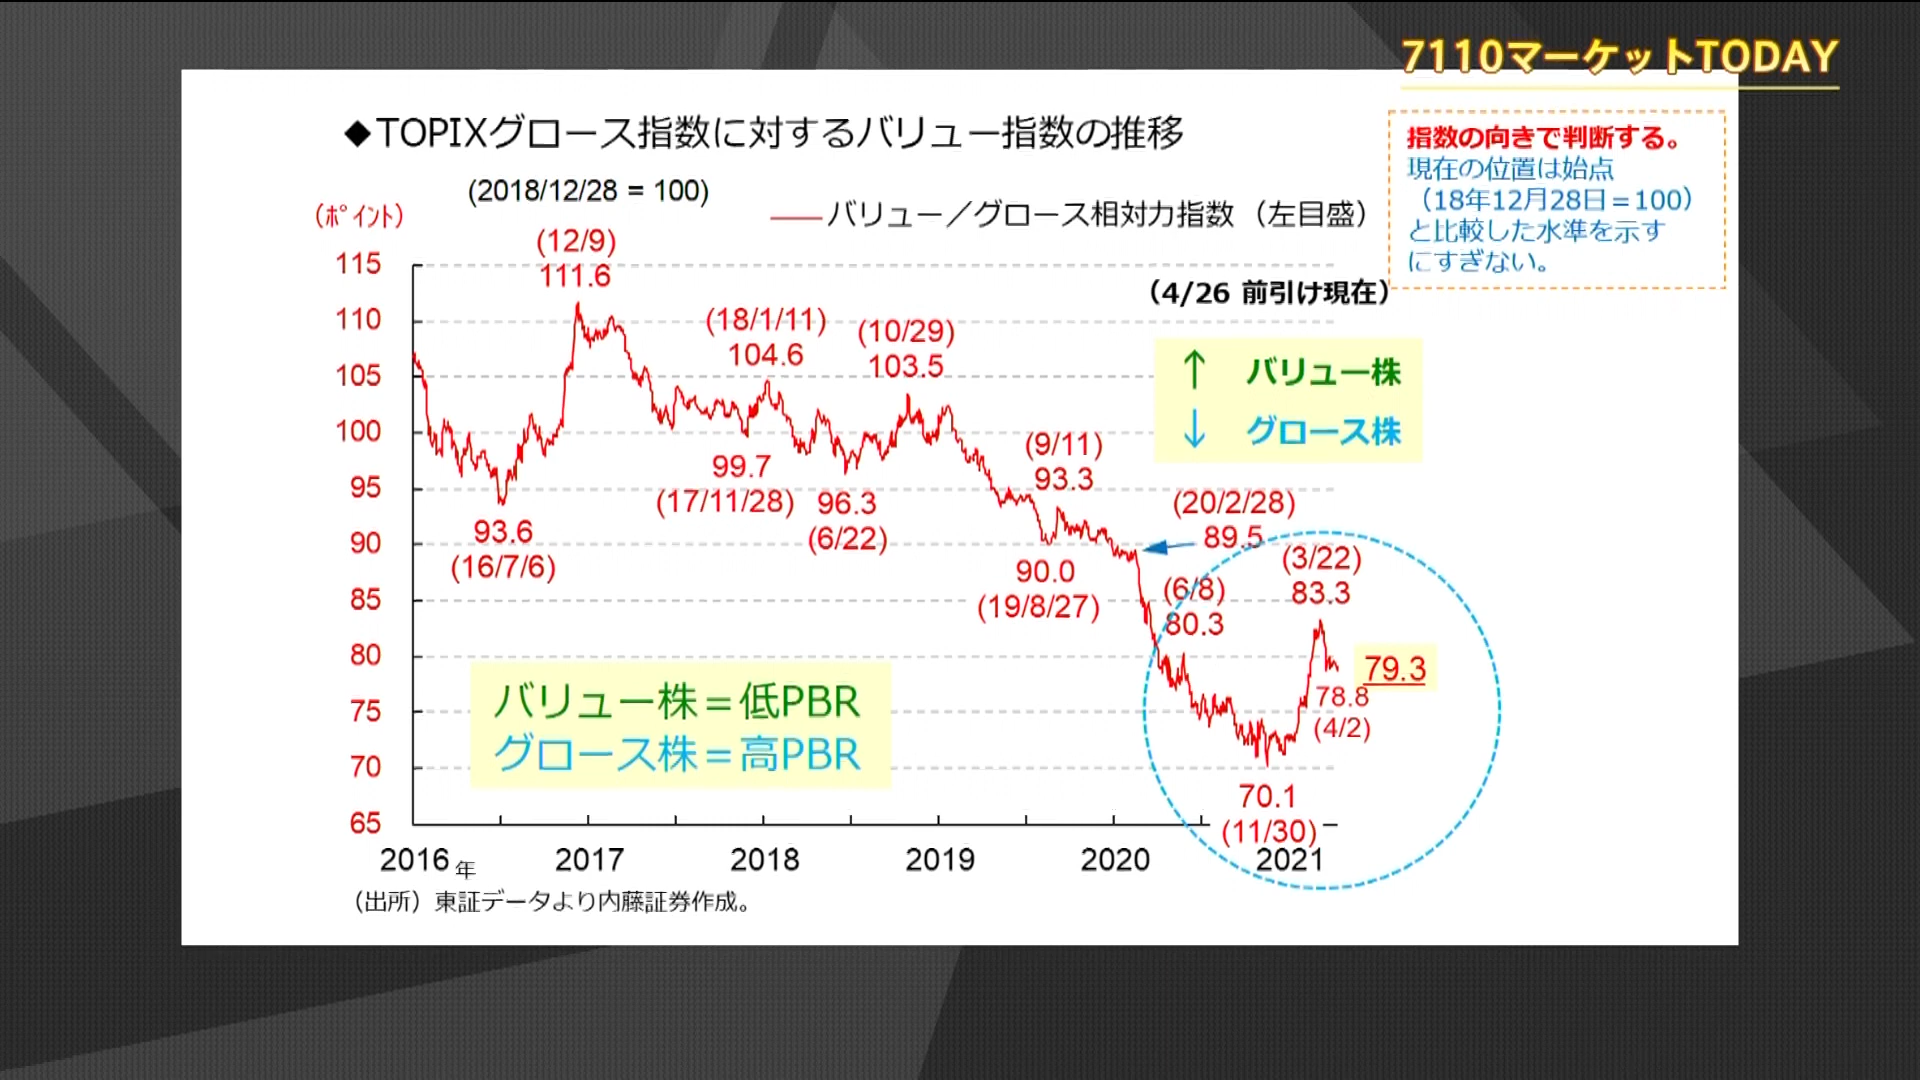 7110マーケットTODAY
◆TOPIXグロース指数に対するバリュー指数の推移
(2018/12/28 = 100)
(ﾎﾟｲﾝﾄ)
バリュー／グロース相対力指数（左目盛）
指数の向きで判断する。
現在の位置は始点
（18年12月28日＝100）
と比較した水準を示す
にすぎない。
（4/26 前引け現在）
↑ バリュー株
↓ グロース株
115
110
105
100
95
90
85
80
75
70
65
(12/9)
111.6
93.6
(16/7/6)
(18/1/11)
104.6
99.7
(17/11/28)
96.3
(6/22)
(10/29)
103.5
(9/11)
93.3
90.0
(19/8/27)
(20/2/28)
89.5
(6/8)
80.3
(3/22)
83.3
79.3
78.8
(4/2)
70.1
(11/30)
バリュー株＝低PBR
グロース株＝高PBR
2016 年 2017 2018 2019 2020 2021
（出所）東証データより内藤証券作成。